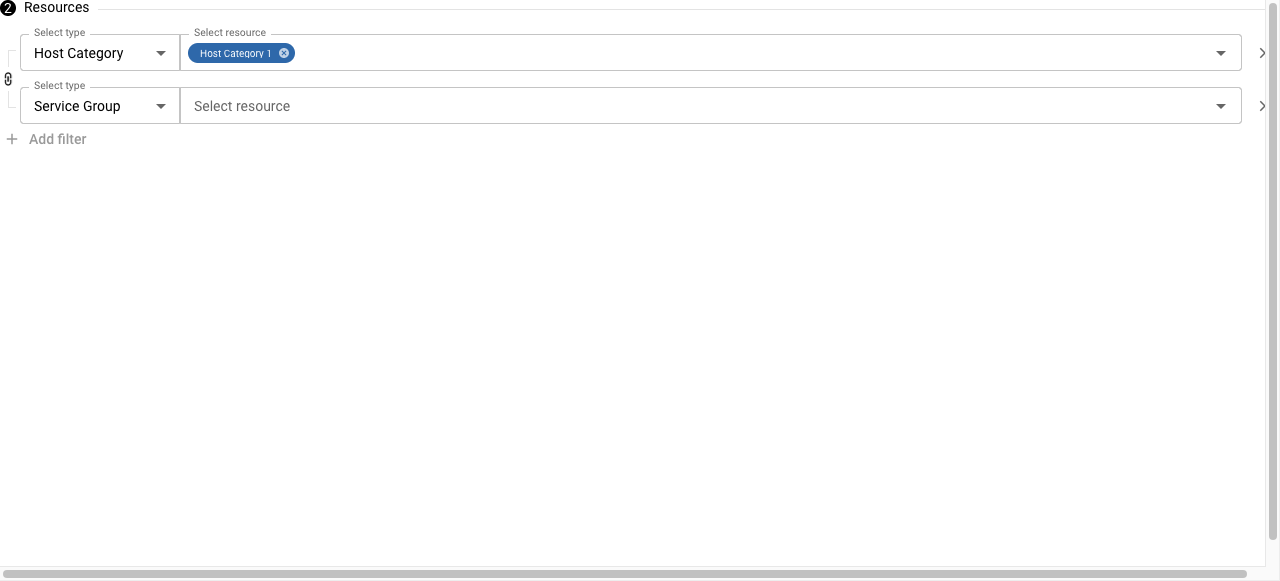 2 Resources
Select type Select resource
Host Category Host Category 1
Select type
Service Group Select resource
Add filter